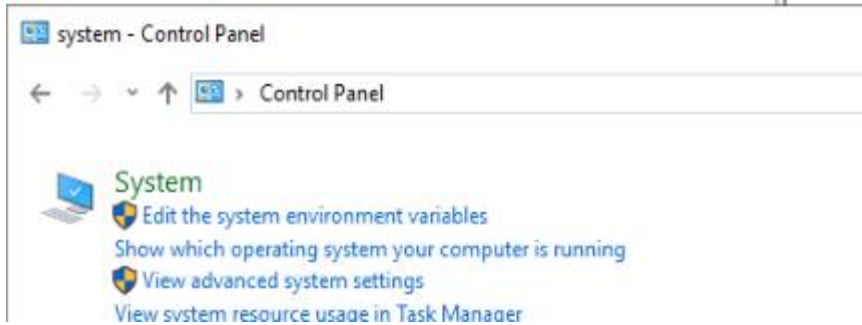 system - Control Panel
Control Panel
System
Edit the system environment variables
Show which operating system your computer is running
View advanced system settings
View system resource usage in Task Manager